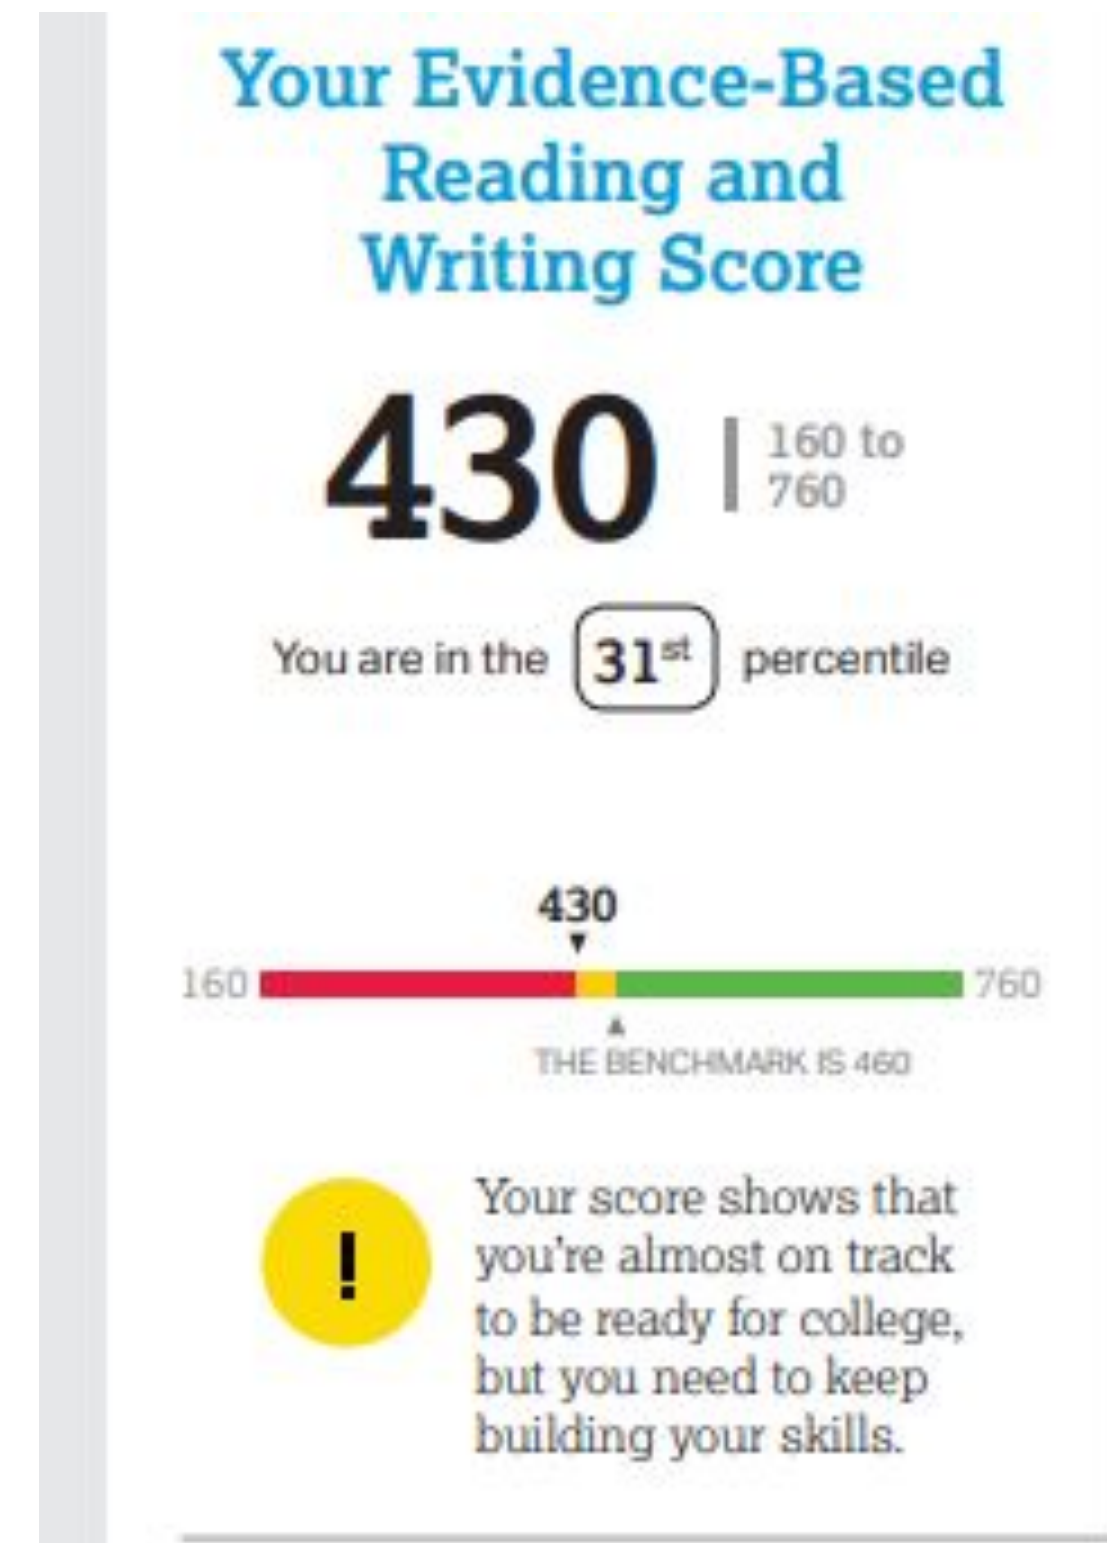 Your Evidence-Based
Reading and
Writing Score
430
160 to
760
You are in the 31st percentile
430
160 760
THE BENCHMARK IS 460
!
Your score shows that
you're almost on track
to be ready for college,
but you need to keep
building your skills.